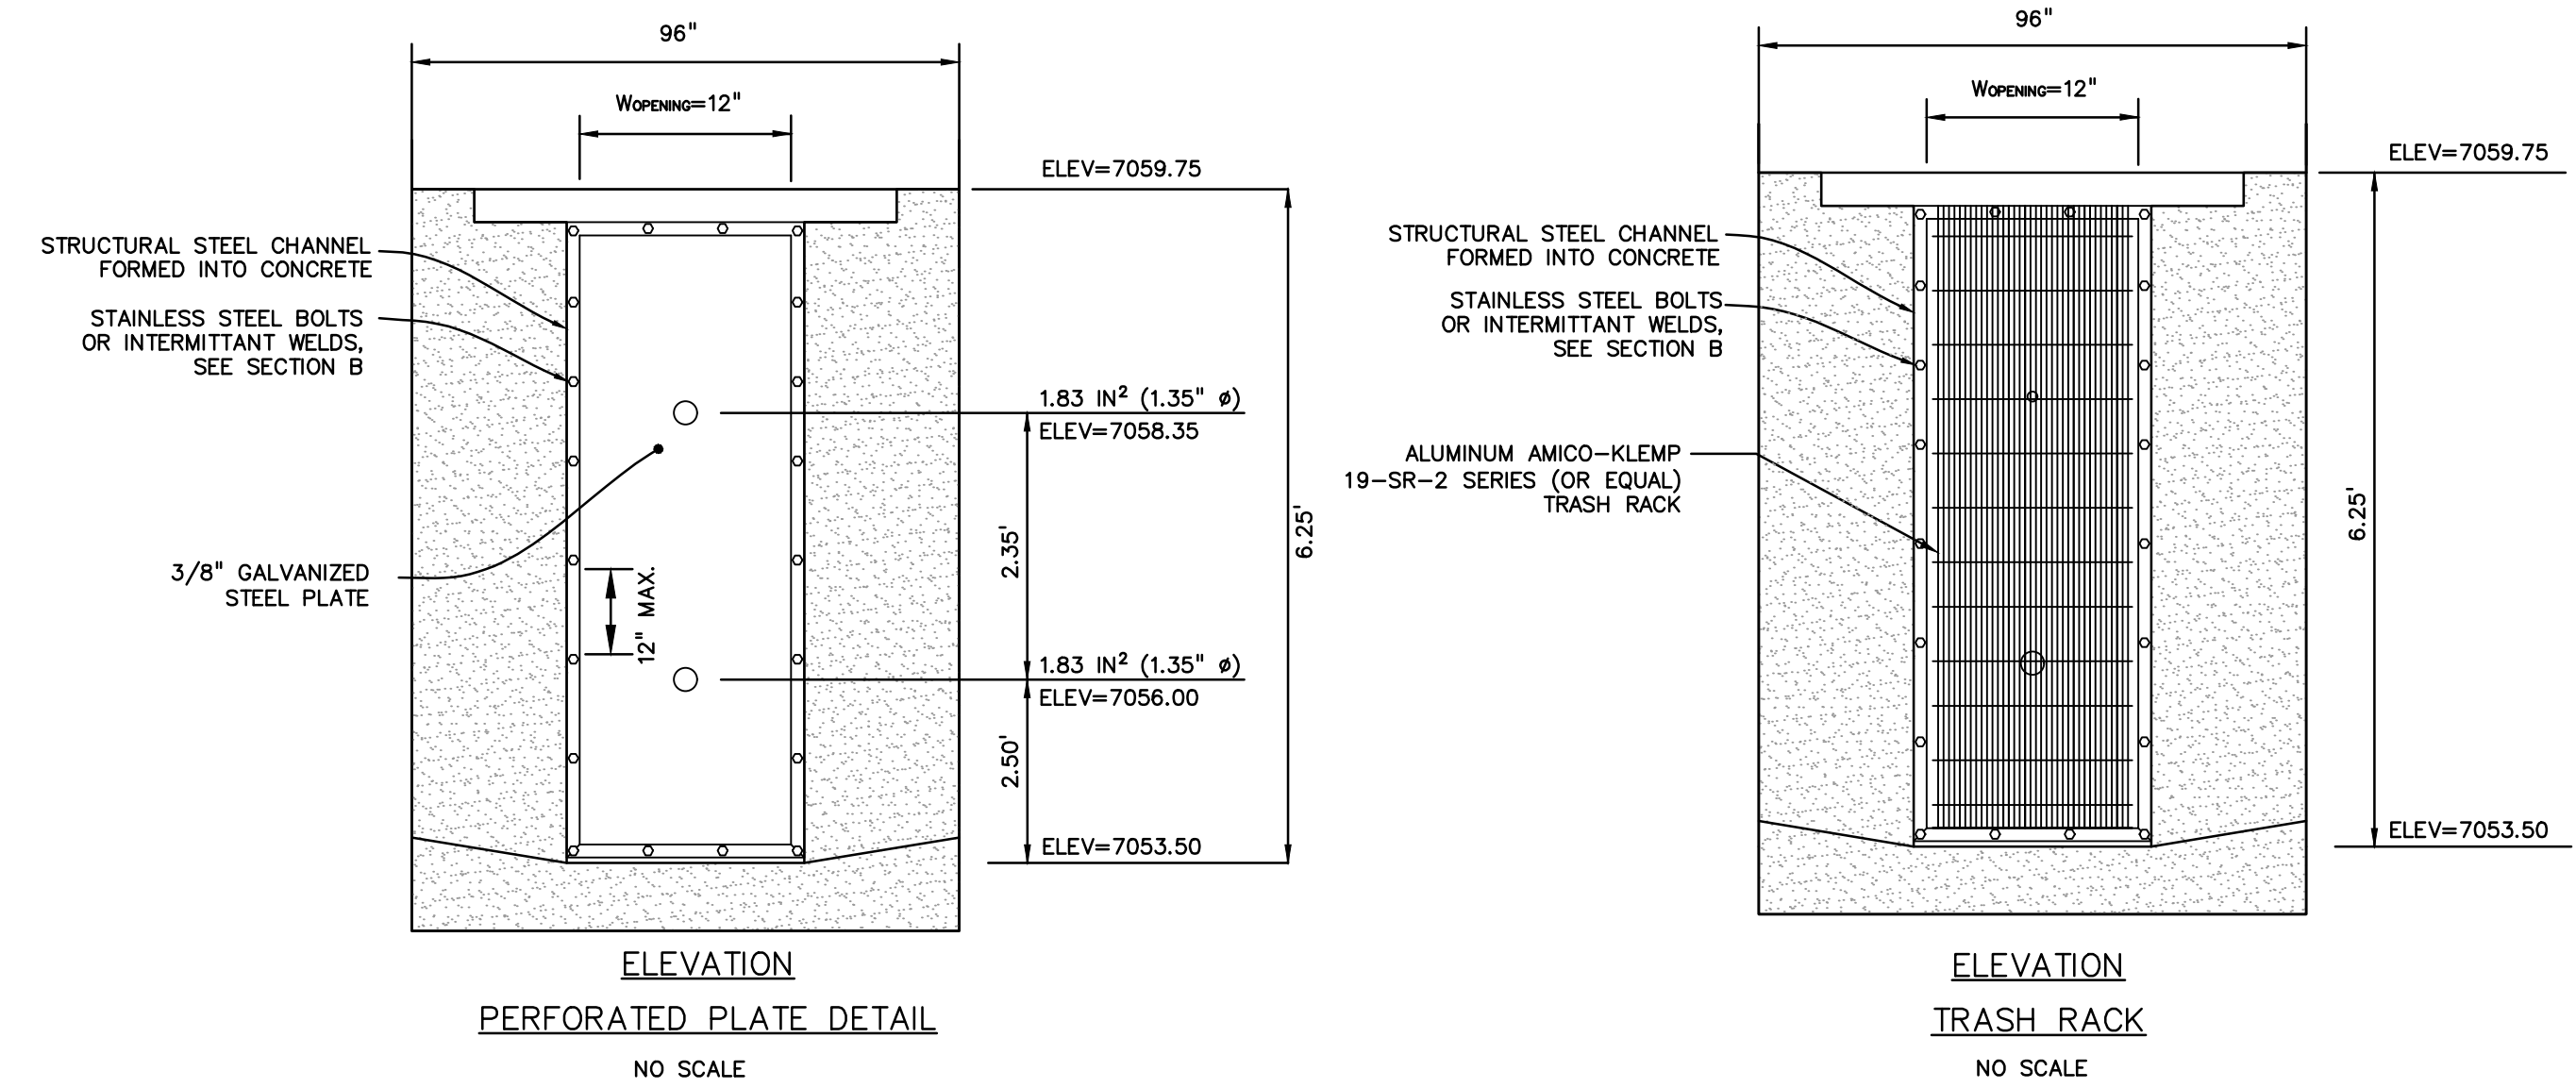 96"
WOPENING=12"
ELEV=7059.75
STRUCTURAL STEEL CHANNEL
FORMED INTO CONCRETE
STAINLESS STEEL BOLTS
OR INTERMITTANT WELDS,
SEE SECTION B
1.83 IN² (1.35" ø)
ELEV=7058.35
3/8" GALVANIZED
STEEL PLATE
12" MAX.
2.35'
6.25'
1.83 IN² (1.35" ø)
ELEV=7056.00
2.50'
ELEV=7053.50
ELEVATION
PERFORATED PLATE DETAIL
NO SCALE
96"
WOPENING=12"
ELEV=7059.75
STRUCTURAL STEEL CHANNEL
FORMED INTO CONCRETE
STAINLESS STEEL BOLTS
OR INTERMITTANT WELDS,
SEE SECTION B
ALUMINUM AMICO-KLEMP
19-SR-2 SERIES (OR EQUAL)
TRASH RACK
6.25'
ELEV=7053.50
ELEVATION
TRASH RACK
NO SCALE